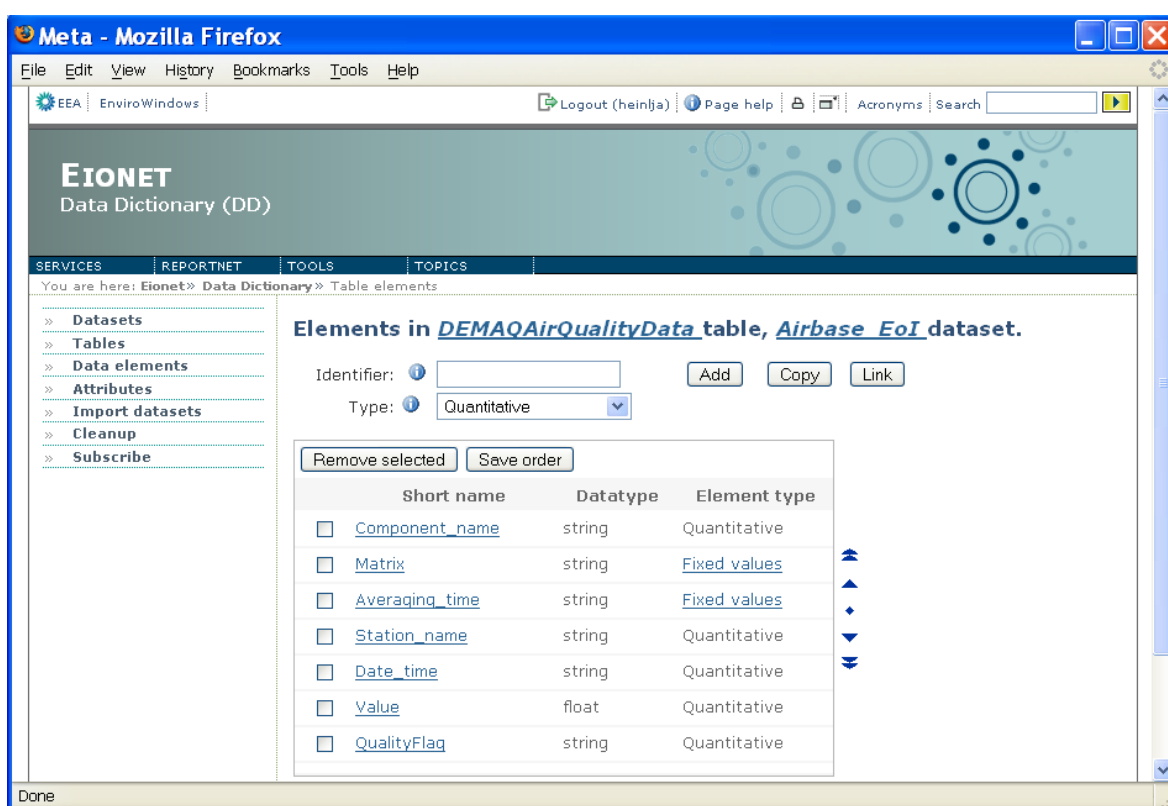 Meta - Mozilla Firefox
File Edit View History Bookmarks Tools Help
EEA EnviroWindows Logout (heinlja) Page help Acronyms Search
EIONET
Data Dictionary (DD)
SERVICES REPORTNET TOOLS TOPICS
You are here: Eionet» Data Dictionary» Table elements
» Datasets
» Tables
» Data elements
» Attributes
» Import datasets
» Cleanup
» Subscribe
Elements in DEMAQAirQualityData table, Airbase_EoI dataset.
Identifier: Add Copy Link
Type: Quantitative
Remove selected Save order
Short name Datatype Element type
Component_name string Quantitative
Matrix string Fixed values
Averaging_time string Fixed values
Station_name string Quantitative
Date_time string Quantitative
Value float Quantitative
QualityFlag string Quantitative
Done